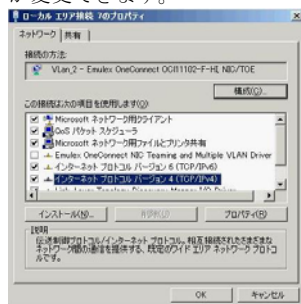 が変更できます。
ローカル エリア接続 7のプロパティ
ネットワーク 共有
接続の方法:
VLan_2 - Emulex OneConnect OCl11102-F-HI, NIC/TOE
構成(C)...
この接続は次の項目を使用します(O):
Microsoft ネットワーク用クライアント
QoS パケット スケジューラ
Microsoft ネットワーク用ファイルとプリンタ共有
Emulex OneConnect NIC Teaming and Multiple VLAN Driver
インターネット プロトコル バージョン 6 (TCP/IPv6)
インターネット プロトコル バージョン 4 (TCP/IPv4)
インストール(N)... 削除(U) プロパティ(R)
説明
伝送制御プロトコル/インターネット プロトコル。相互接続されたさまざまな
ネットワーク間の通信を提供する、既定のワイド エリア ネットワーク プロトコ
ルです。
OK キャンセル